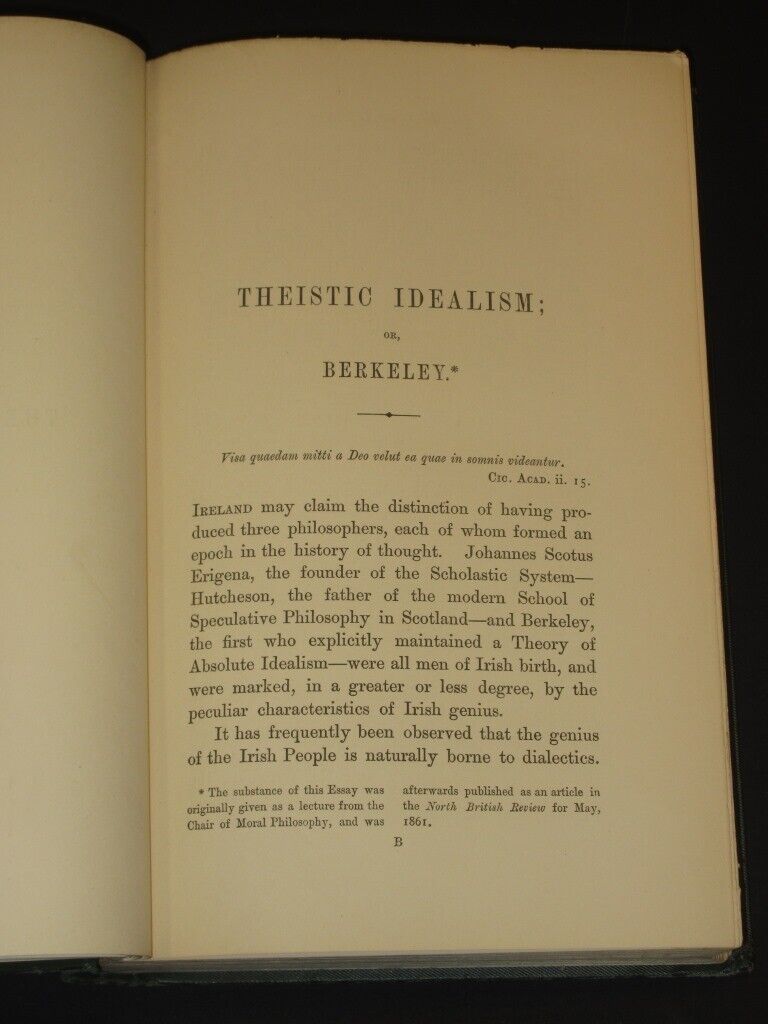 THEISTIC IDEALISM;
OR,
BERKELEY.*
Visa quaedam mitti a Deo velut ea quae in somnis videantur.
Cic. Acad. ii. 15.
Ireland may claim the distinction of having pro-
duced three philosophers, each of whom formed an
epoch in the history of thought. Johannes Scotus
Erigena, the founder of the Scholastic System—
Hutcheson, the father of the modern School of
Speculative Philosophy in Scotland—and Berkeley,
the first who explicitly maintained a Theory of
Absolute Idealism—were all men of Irish birth, and
were marked, in a greater or less degree, by the
peculiar characteristics of Irish genius.
It has frequently been observed that the genius
of the Irish People is naturally borne to dialectics.
* The substance of this Essay was
originally given as a lecture from the
Chair of Moral Philosophy, and was
afterwards published as an article in
the North British Review for May,
1861.
B